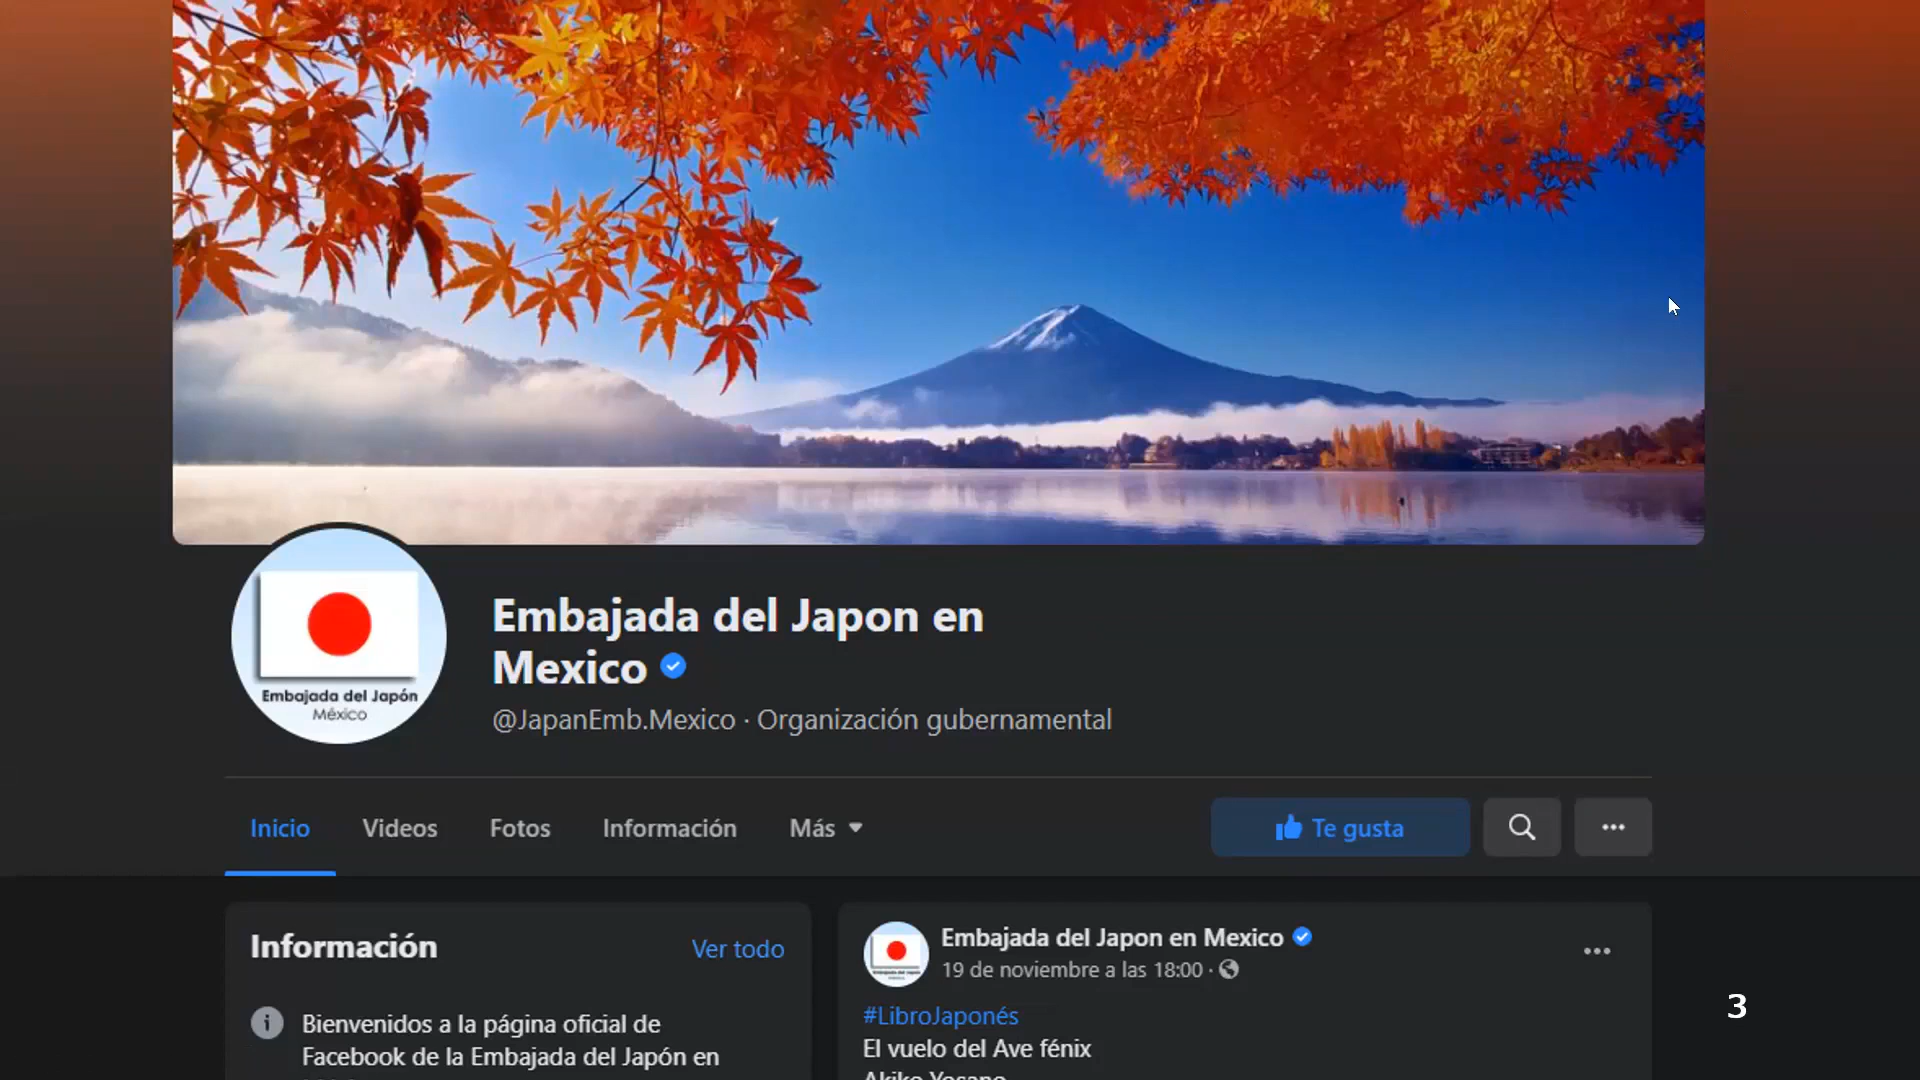 Embajada del Japón
México
Embajada del Japon en
Mexico
@JapanEmb.Mexico · Organización gubernamental
Inicio
Videos
Fotos
Información
Más
Te gusta
Información
Ver todo
Bienvenidos a la página oficial de
Facebook de la Embajada del Japón en
Embajada del Japon en Mexico
19 de noviembre a las 18:00 ·
#LibroJaponés
El vuelo del Ave fénix
Akiko Yosano
3